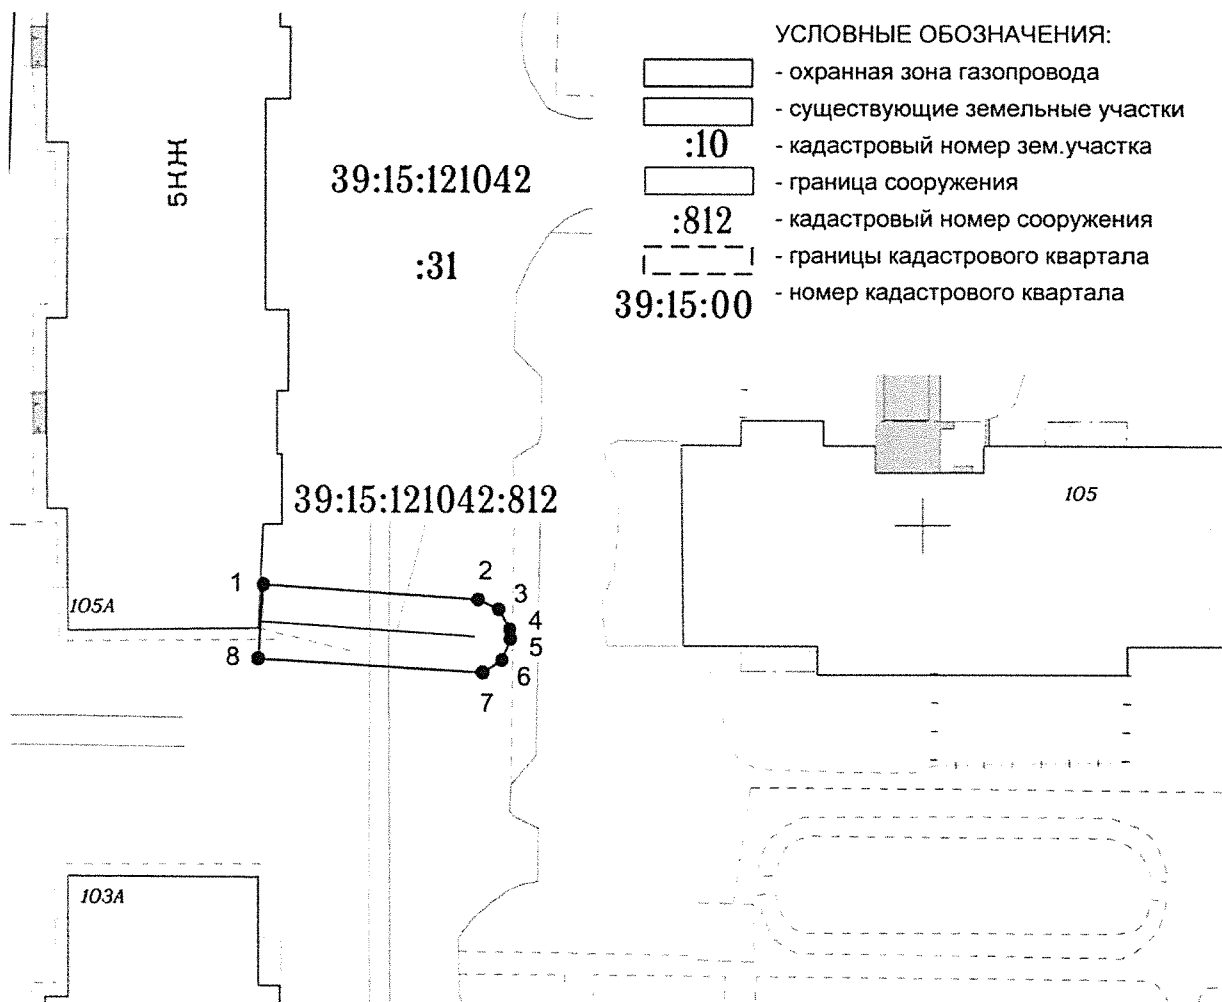 УСЛОВНЫЕ ОБОЗНАЧЕНИЯ:
- охранная зона газопровода
- существующие земельные участки
:10 - кадастровый номер зем.участка
- граница сооружения
:812 - кадастровый номер сооружения
- границы кадастрового квартала
39:15:00 - номер кадастрового квартала
5КЖ
39:15:121042
:31
39:15:121042:812
105
105А
1
2
3
4
5
6
7
8
103А